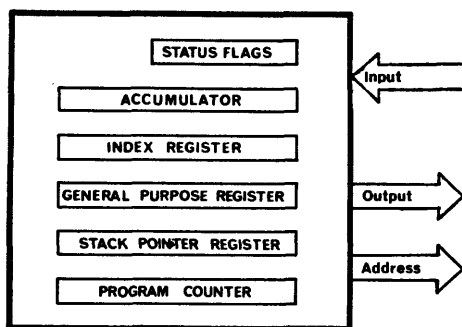 STATUS FLAGS
Input
ACCUMULATOR
INDEX REGISTER
GENERAL PURPOSE REGISTER
Output
STACK POINTER REGISTER
Address
PROGRAM COUNTER